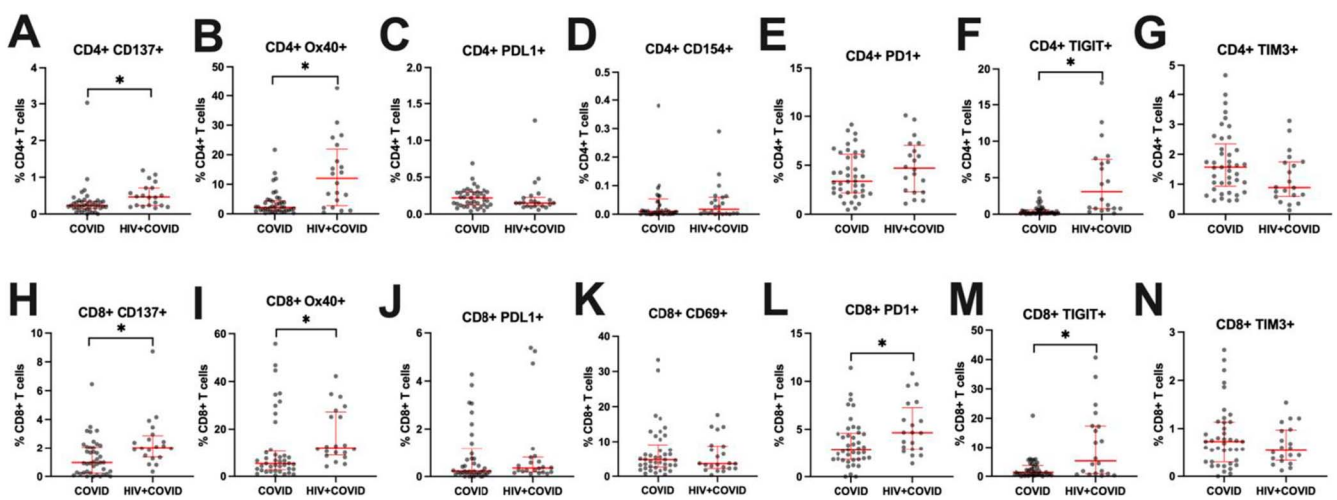 A
CD4+ CD137+
*
% CD4+ T cells
4
3
2
1
0
COVID HIV+COVID
B
CD4+ Ox40+
*
% CD4+ T cells
50
40
30
20
10
0
COVID HIV+COVID
C
CD4+ PDL1+
% CD4+ T cells
2.0
1.5
1.0
0.5
0.0
COVID HIV+COVID
D
CD4+ CD154+
% CD4+ T cells
0.5
0.4
0.3
0.2
0.1
0.0
COVID HIV+COVID
E
CD4+ PD1+
% CD4+ T cells
15
10
5
0
COVID HIV+COVID
F
CD4+ TIGIT+
*
% CD4+ T cells
20
15
10
5
0
COVID HIV+COVID
G
CD4+ TIM3+
% CD4+ T cells
5
4
3
2
1
0
COVID HIV+COVID
H
CD8+ CD137+
*
% CD8+ T cells
10
8
6
4
2
0
COVID HIV+COVID
I
CD8+ Ox40+
*
% CD8+ T cells
60
40
20
0
COVID HIV+COVID
J
CD8+ PDL1+
% CD8+ T cells
6
4
2
0
COVID HIV+COVID
K
CD8+ CD69+
% CD8+ T cells
40
30
20
10
0
COVID HIV+COVID
L
CD8+ PD1+
*
% CD8+ T cells
15
10
5
0
COVID HIV+COVID
M
CD8+ TIGIT+
*
% CD8+ T cells
50
40
30
20
10
0
COVID HIV+COVID
N
CD8+ TIM3+
% CD8+ T cells
3
2
1
0
COVID HIV+COVID